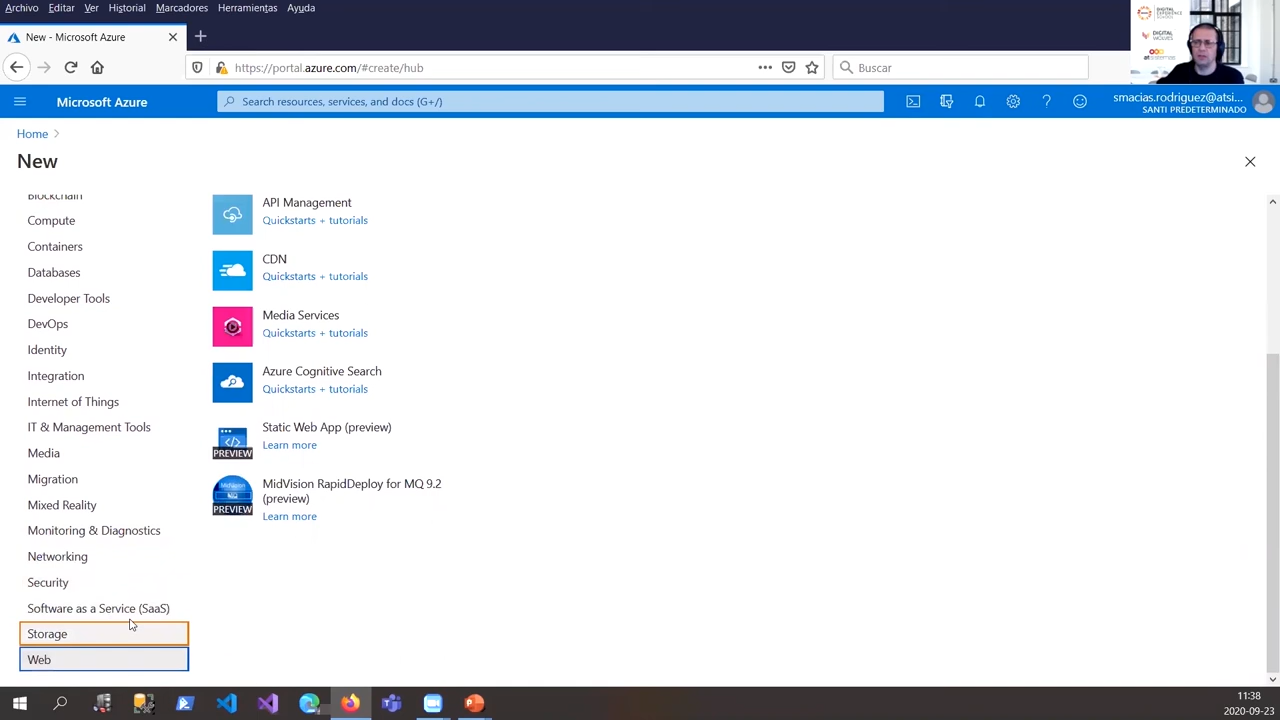 Archivo Editar Ver Historial Marcadores Herramientas Ayuda
New - Microsoft Azure
https://portal.azure.com/#create/hub
Buscar
DIGITAL EXPERIENCE SCHOOL
DIGITAL WOLVES
Microsoft Azure
Search resources, services, and docs (G+/)
smacias.rodriguez@atsi...
SANTI PREDETERMINADO
Home
New
Blockchain
Compute
Containers
Databases
Developer Tools
DevOps
Identity
Integration
Internet of Things
IT & Management Tools
Media
Migration
Mixed Reality
Monitoring & Diagnostics
Networking
Security
Software as a Service (SaaS)
Storage
Web
API Management
Quickstarts + tutorials
CDN
Quickstarts + tutorials
Media Services
Quickstarts + tutorials
Azure Cognitive Search
Quickstarts + tutorials
Static Web App (preview)
PREVIEW
Learn more
MidVision RapidDeploy for MQ 9.2
(preview)
PREVIEW
Learn more
11:38
2020-09-23